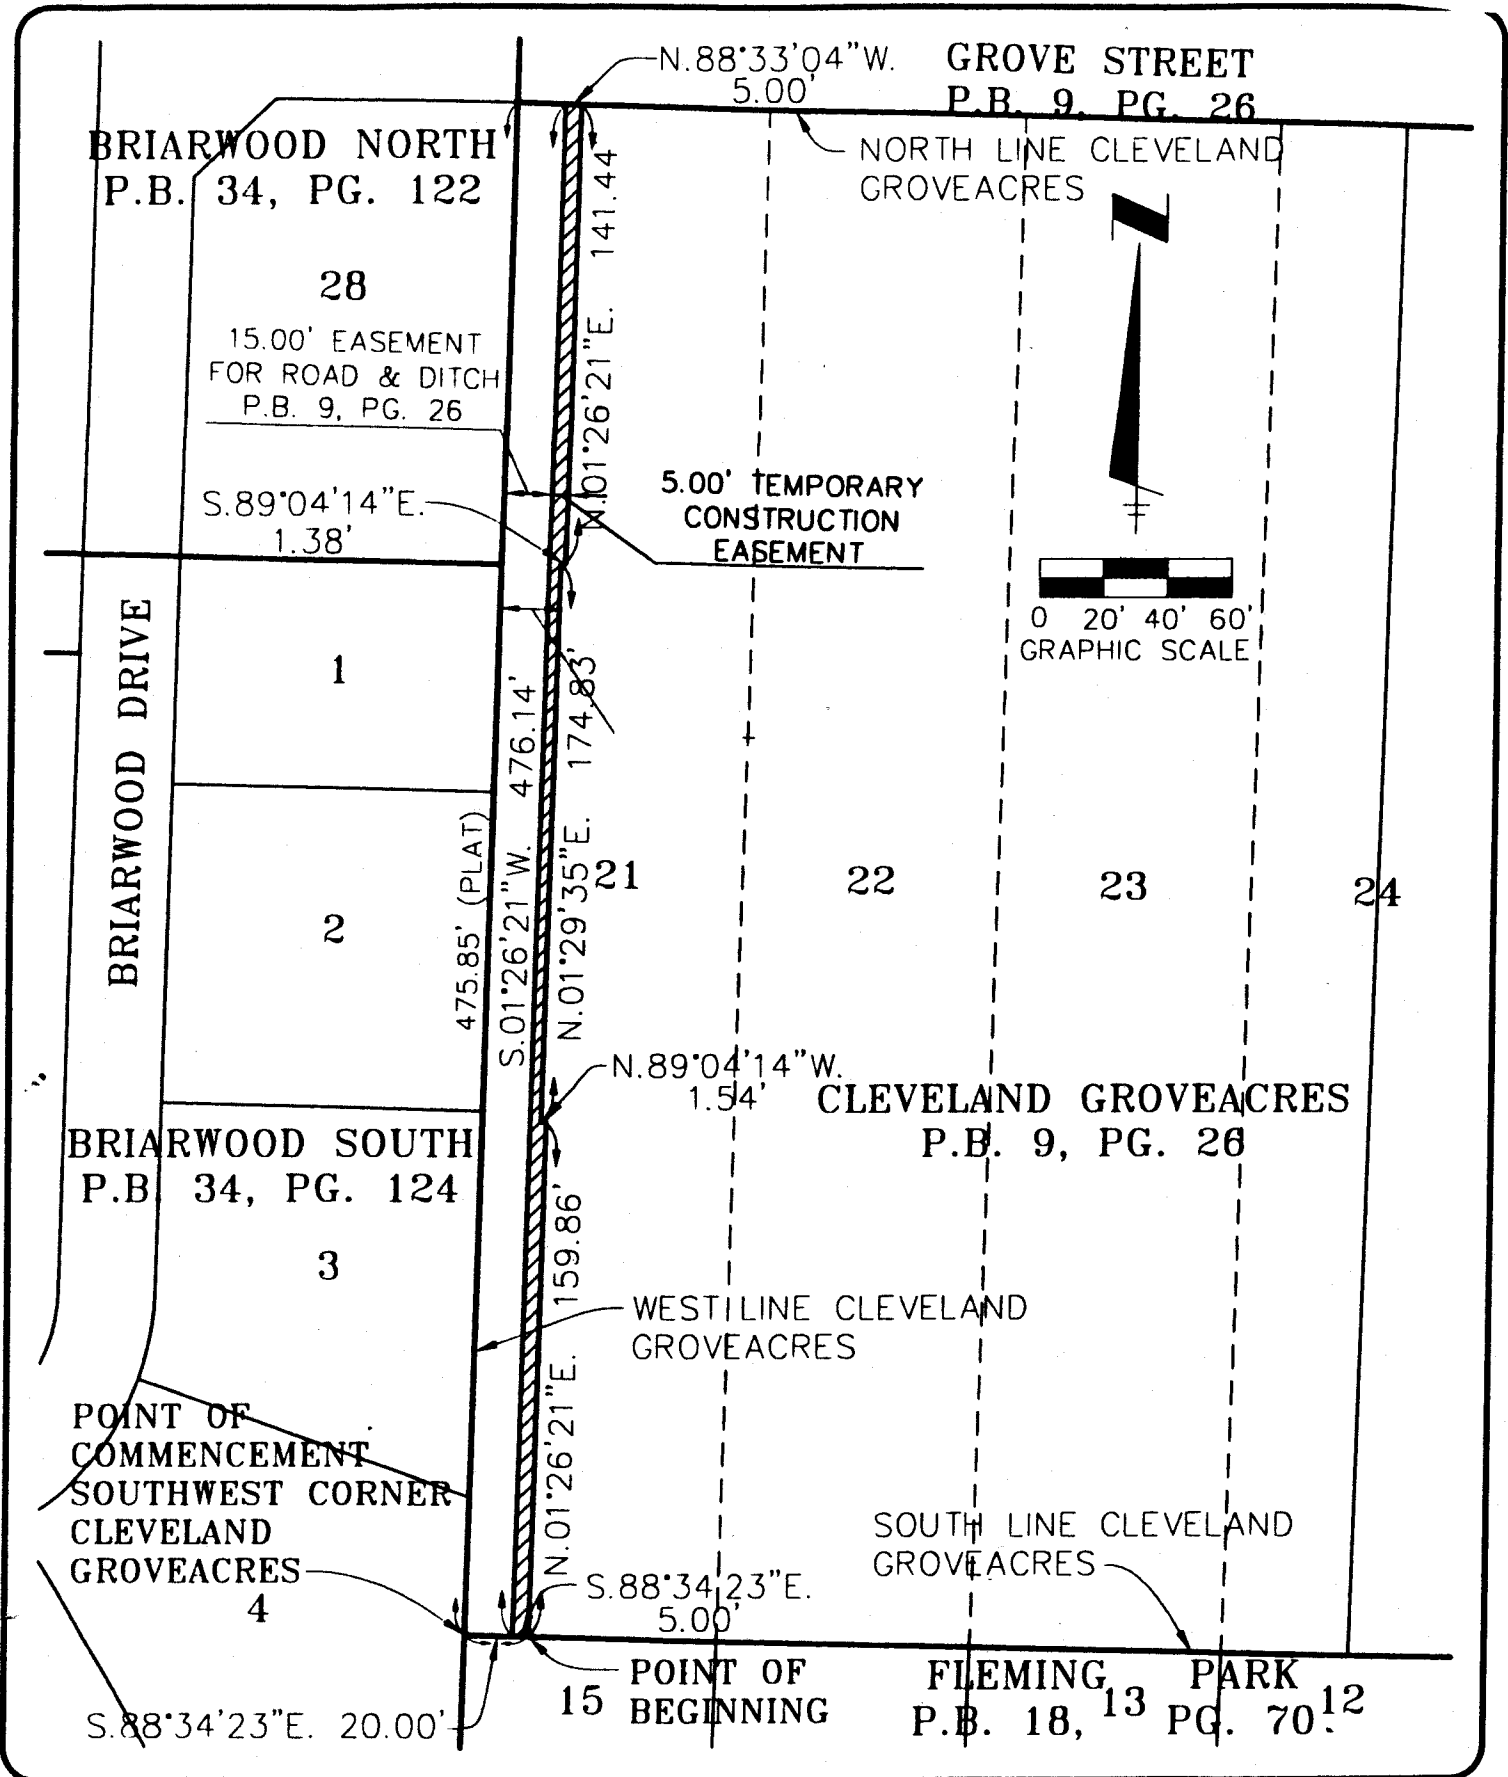 N.88°33'04"W.
5.00'
GROVE STREET
P.B. 9, PG. 26
BRIARWOOD NORTH
P.B. 34, PG. 122
NORTH LINE CLEVELAND
GROVEACRES
28
15.00' EASEMENT
FOR ROAD & DITCH
P.B. 9, PG. 26
N.01°26'21"E. 141.44
S.89°04'14"E.
1.38'
5.00' TEMPORARY
CONSTRUCTION
EASEMENT
0 20' 40' 60'
GRAPHIC SCALE
BRIARWOOD DRIVE
1
2
475.85' (PLAT)
S.01°26'21"W. 476.14'
N.01°29'35"E. 174.83'
21
22
23
24
N.89°04'14"W.
1.54'
CLEVELAND GROVEACRES
P.B. 9, PG. 26
BRIARWOOD SOUTH
P.B. 34, PG. 124
3
N.01°26'21"E. 159.86'
WEST LINE CLEVELAND
GROVEACRES
POINT OF
COMMENCEMENT
SOUTHWEST CORNER
CLEVELAND
GROVEACRES
4
SOUTH LINE CLEVELAND
GROVEACRES
S.88°34'23"E.
5.00'
S.88°34'23"E. 20.00'
15
POINT OF
BEGINNING
FLEMING PARK
P.B. 18, PG. 70
13
12